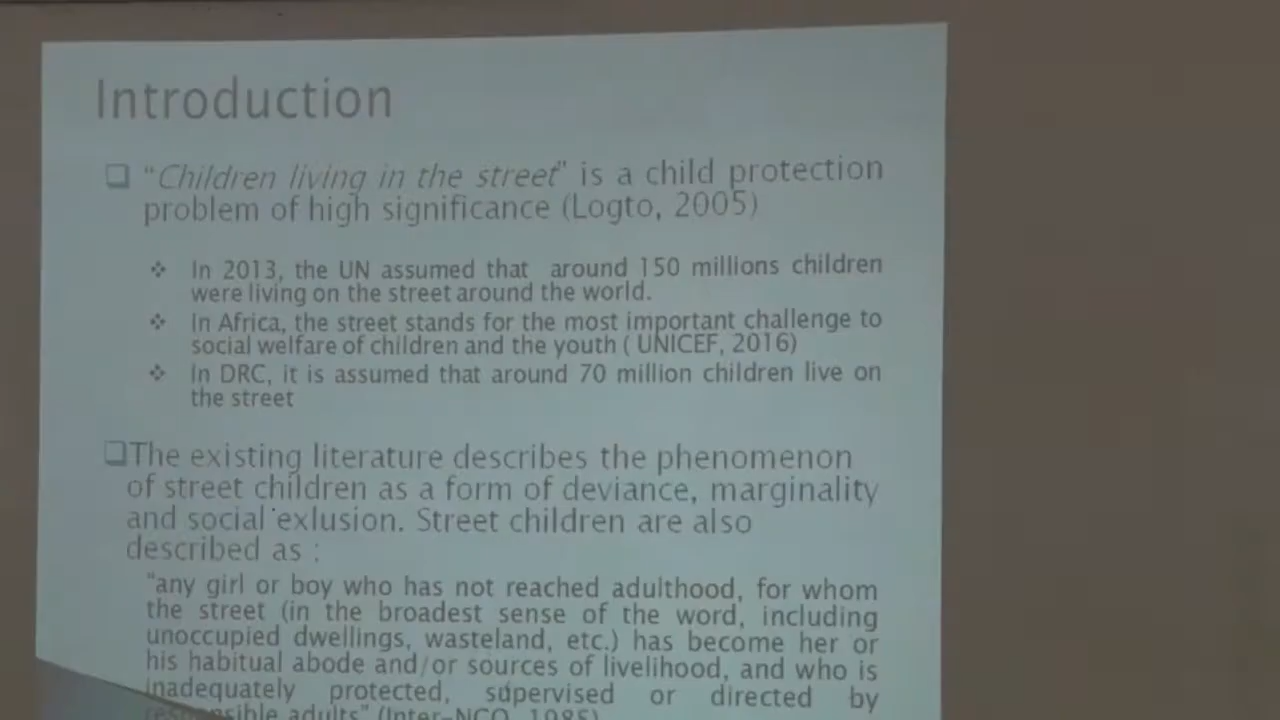 Introduction
❑ "Children living in the street" is a child protection
problem of high significance (Logto, 2005)
❖ In 2013, the UN assumed that around 150 millions children
were living on the street around the world.
❖ In Africa, the street stands for the most important challenge to
social welfare of children and the youth ( UNICEF, 2016)
❖ In DRC, it is assumed that around 70 million children live on
the street
❑The existing literature describes the phenomenon
of street children as a form of deviance, marginality
and social exlusion. Street children are also
described as :
"any girl or boy who has not reached adulthood, for whom
the street (in the broadest sense of the word, including
unoccupied dwellings, wasteland, etc.) has become her or
his habitual abode and/or sources of livelihood, and who is
inadequately protected, supervised or directed by
adults" (Inter-NGO, 1985)